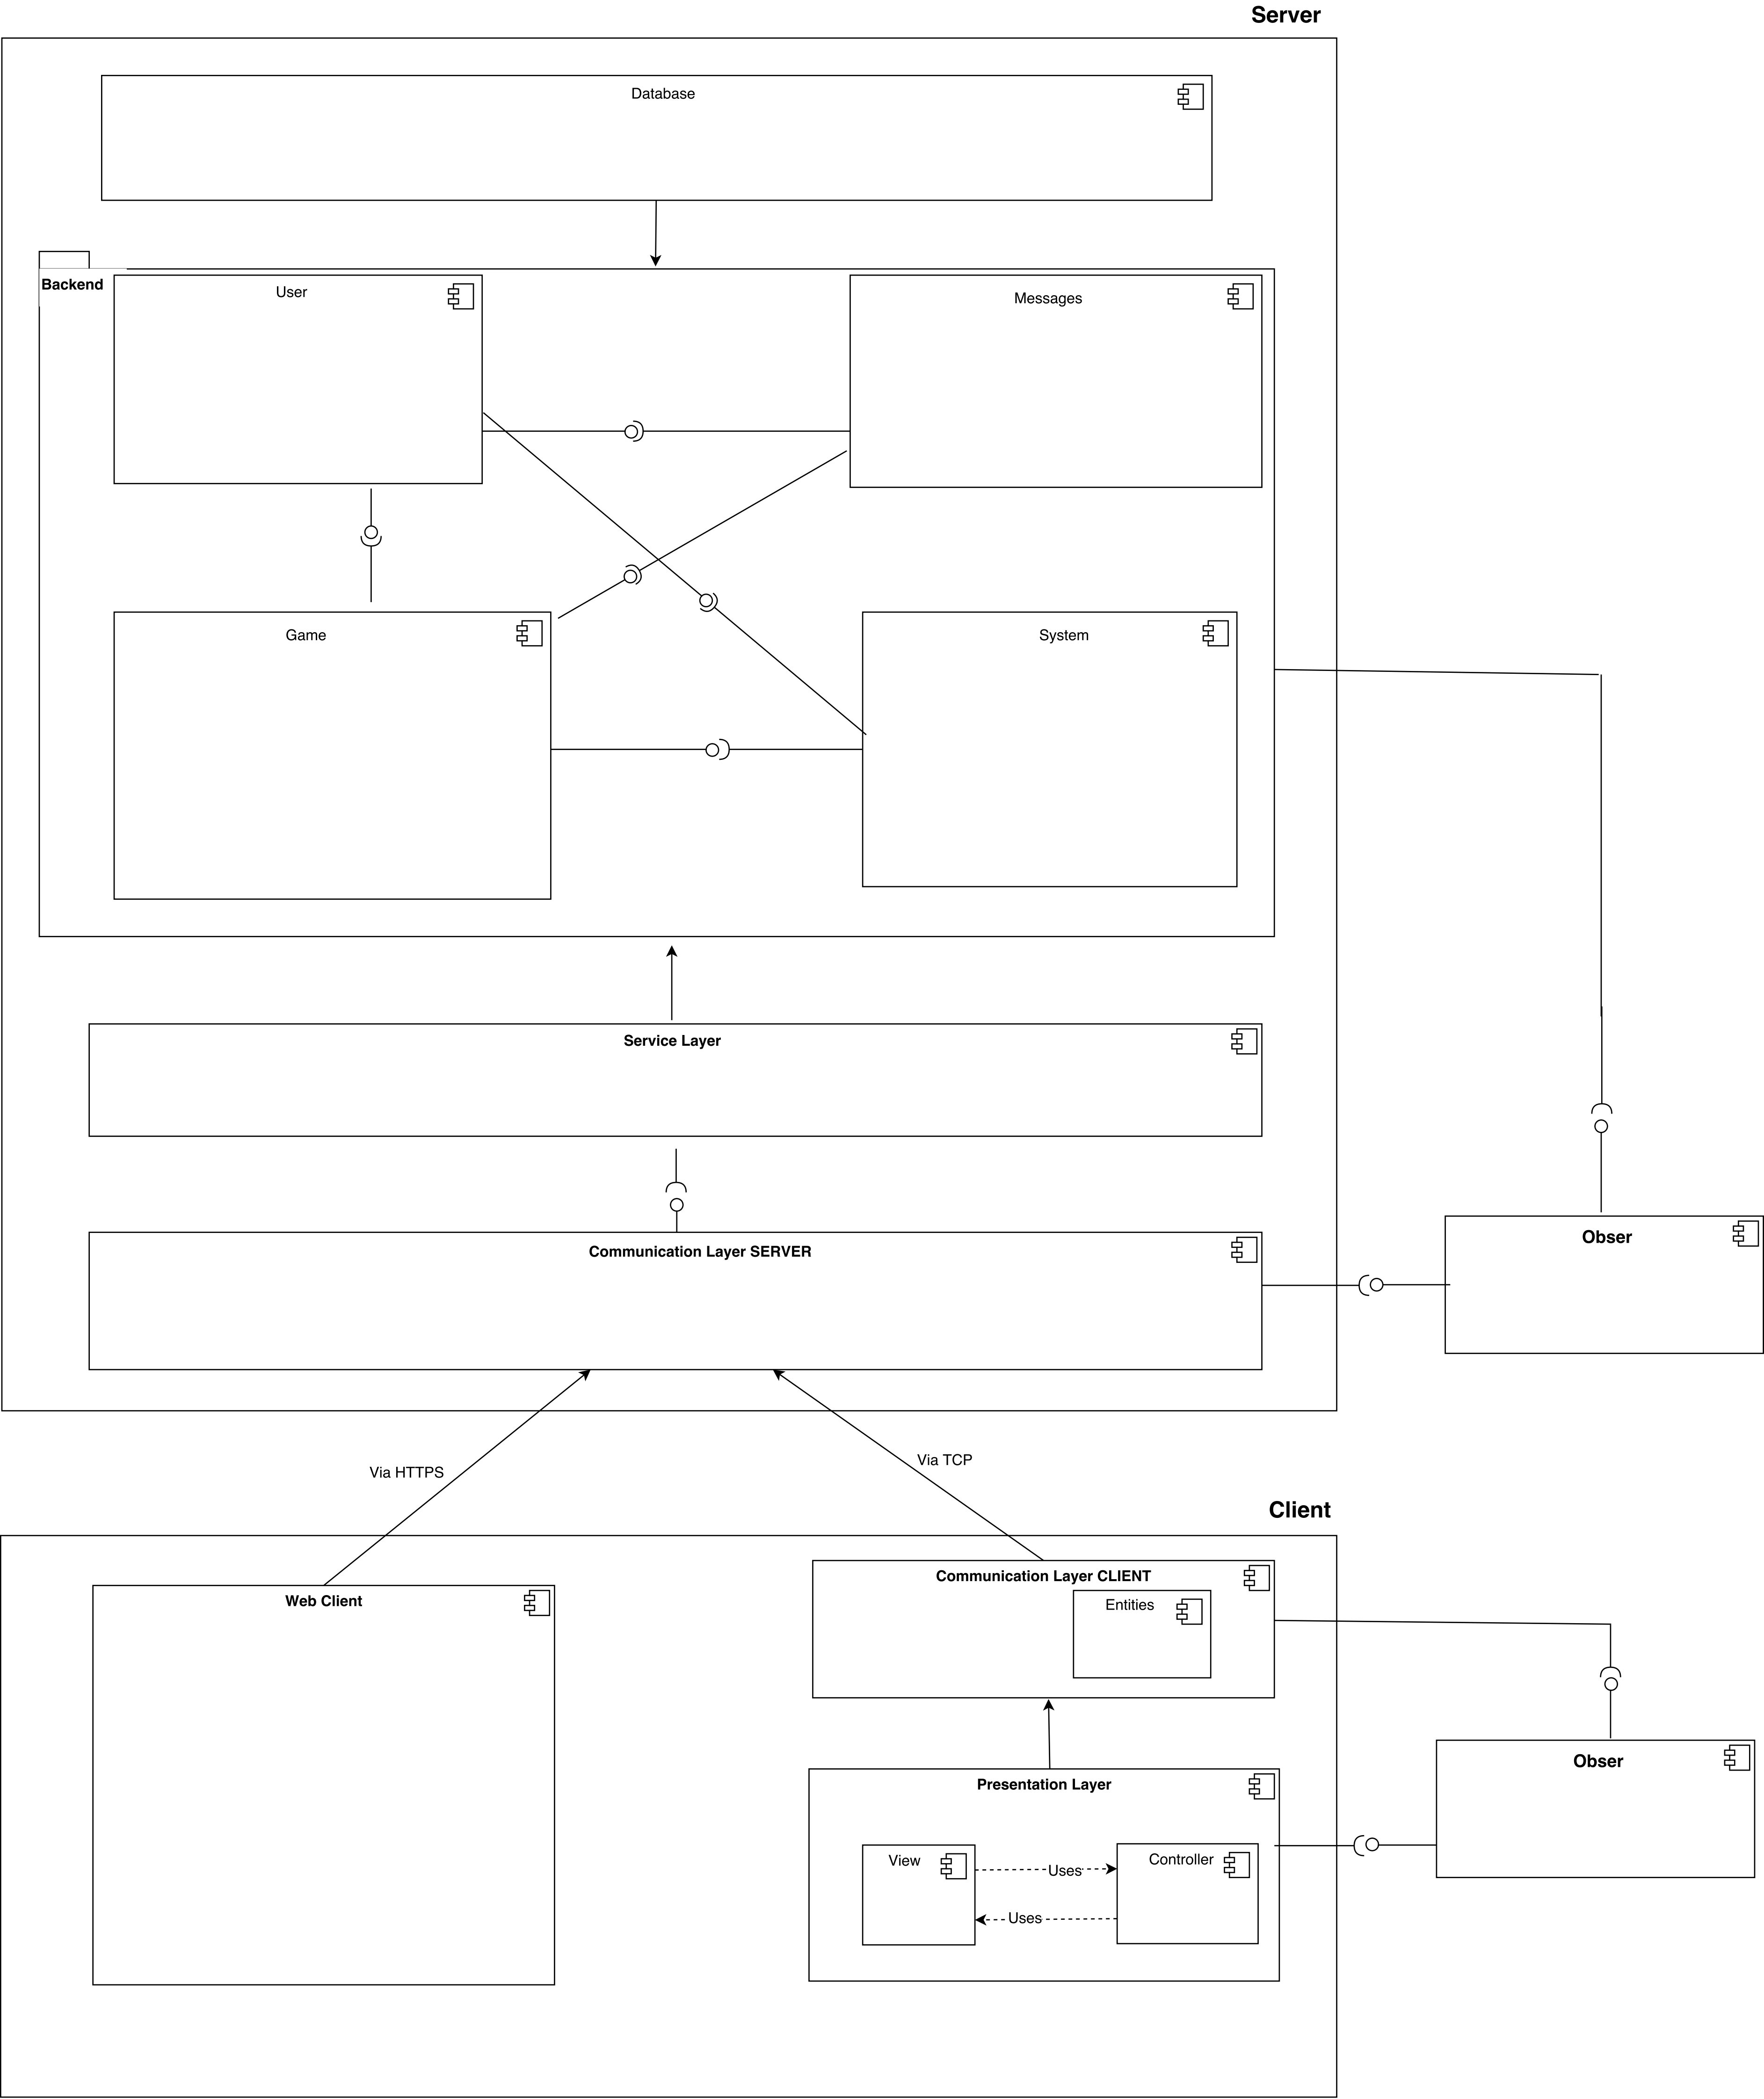 Server
Database
Backend
User
Messages
Game
System
Service Layer
Communication Layer SERVER
Obser
Via HTTPS
Via TCP
Client
Communication Layer CLIENT
Web Client
Entities
Obser
Presentation Layer
View
Controller
Uses
Uses